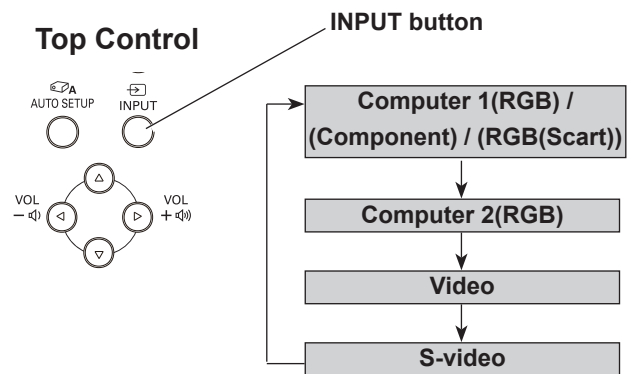 INPUT button
Top Control
A
AUTO SETUP
INPUT
VOL
–
VOL
+
Computer 1(RGB) /
(Component) / (RGB(Scart))
Computer 2(RGB)
Video
S-video